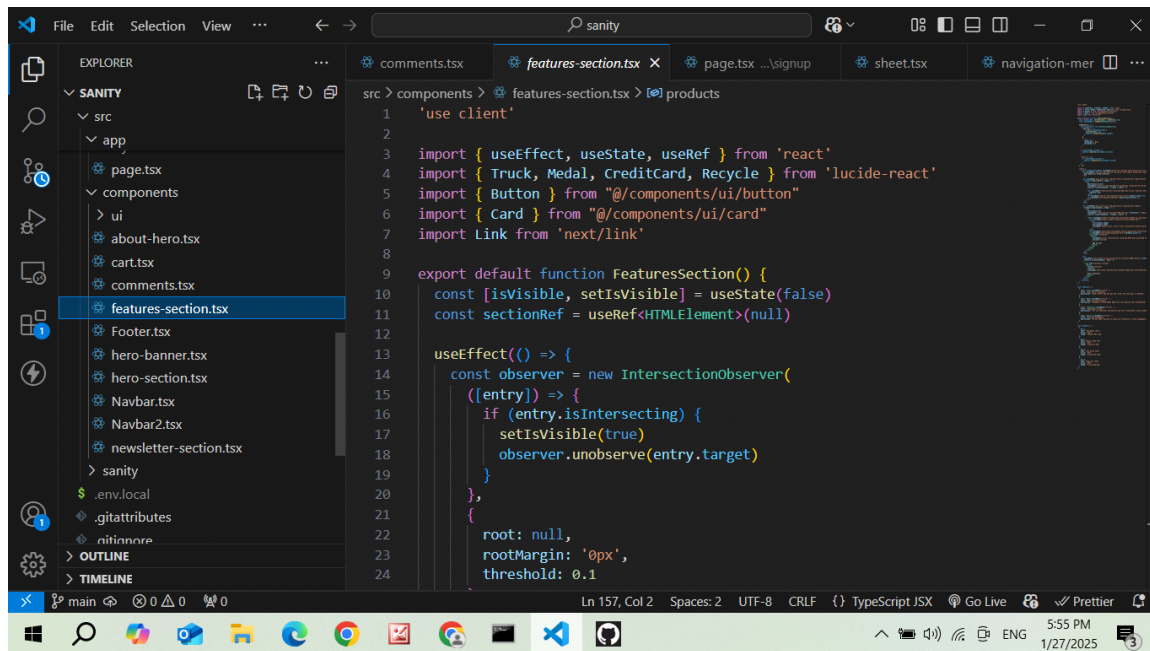 File Edit Selection View ··· sanity
EXPLORER ···
SANITY
src
app
page.tsx
components
ui
about-hero.tsx
cart.tsx
comments.tsx
features-section.tsx
Footer.tsx
hero-banner.tsx
hero-section.tsx
Navbar.tsx
Navbar2.tsx
newsletter-section.tsx
sanity
$ .env.local
.gitattributes
.gitignore
OUTLINE
TIMELINE
1
1
comments.tsx features-section.tsx page.tsx ...\signup sheet.tsx navigation-mer ···
src > components > features-section.tsx > products
1 'use client'
2
3 import { useEffect, useState, useRef } from 'react'
4 import { Truck, Medal, CreditCard, Recycle } from 'lucide-react'
5 import { Button } from "@/components/ui/button"
6 import { Card } from "@/components/ui/card"
7 import Link from 'next/link'
8
9 export default function FeaturesSection() {
10 const [isVisible, setIsVisible] = useState(false)
11 const sectionRef = useRef<HTMLElement>(null)
12
13 useEffect(() => {
14 const observer = new IntersectionObserver(
15 ([entry]) => {
16 if (entry.isIntersecting) {
17 setIsVisible(true)
18 observer.unobserve(entry.target)
19 }
20 },
21 {
22 root: null,
23 rootMargin: '0px',
24 threshold: 0.1
main 0 0 0 Ln 157, Col 2 Spaces: 2 UTF-8 CRLF {} TypeScript JSX Go Live Prettier
ENG 5:55 PM
1/27/2025 3